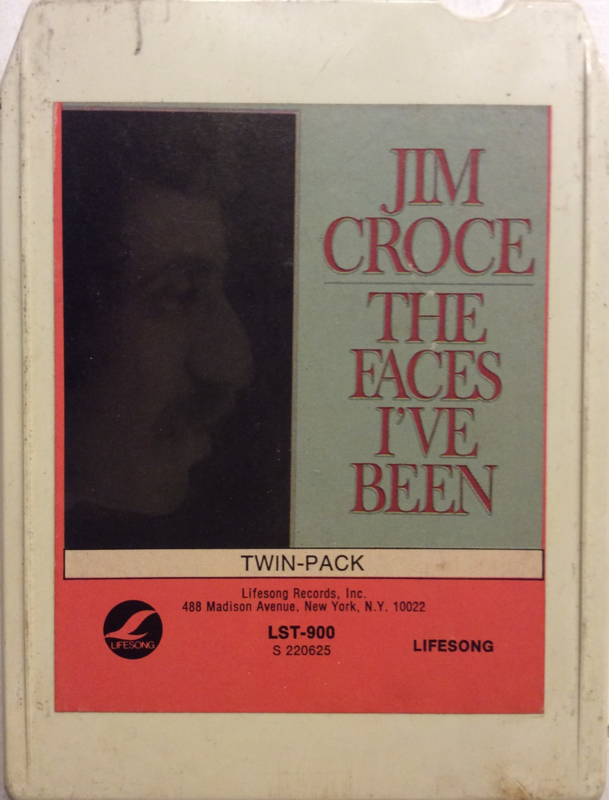 JIM
CROCE
THE
FACES
I'VE
BEEN
TWIN-PACK
Lifesong Records, Inc.
488 Madison Avenue, New York, N.Y. 10022
LIFESONG
LST-900
S 220625
LIFESONG